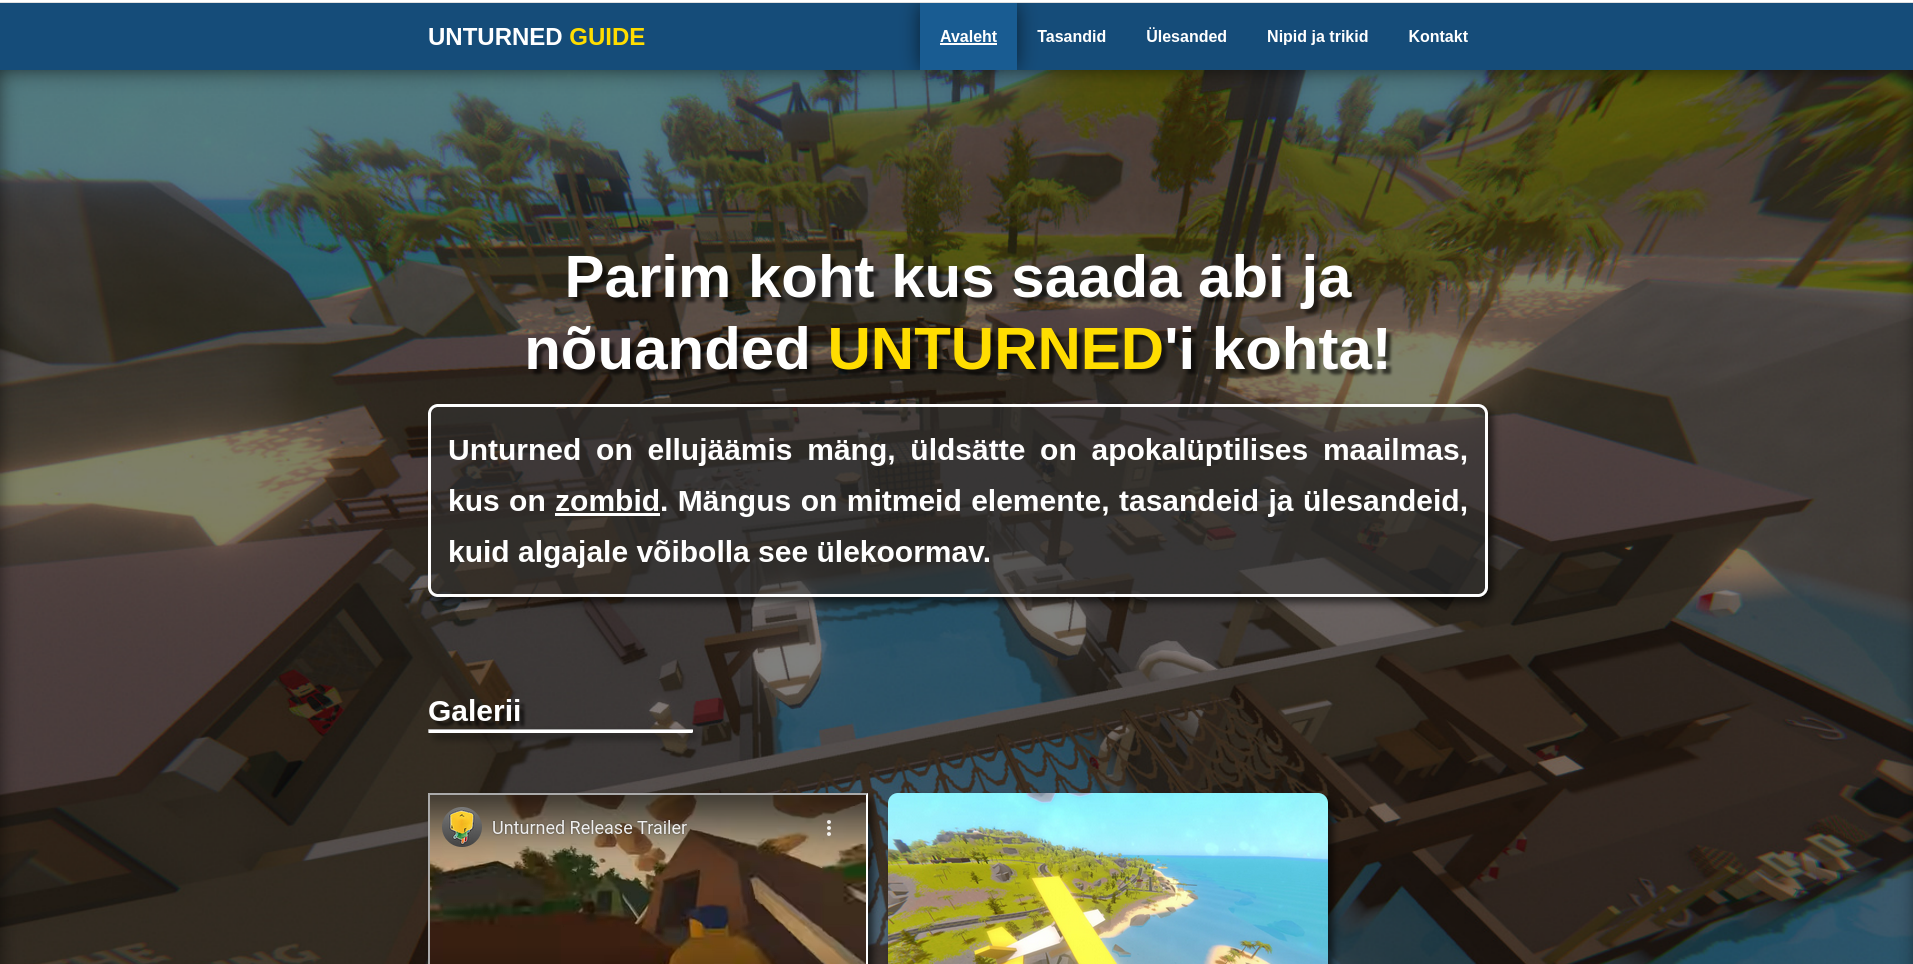 UNTURNED GUIDE
Avaleht
Tasandid
Ülesanded
Nipid ja trikid
Kontakt
Parim koht kus saada abi ja
nõuanded UNTURNED'i kohta!
Unturned on ellujäämis mäng, üldsätte on apokalüptilises maailmas,
kus on zombid. Mängus on mitmeid elemente, tasandeid ja ülesandeid,
kuid algajale võibolla see ülekoormav.
Galerii
Unturned Release Trailer